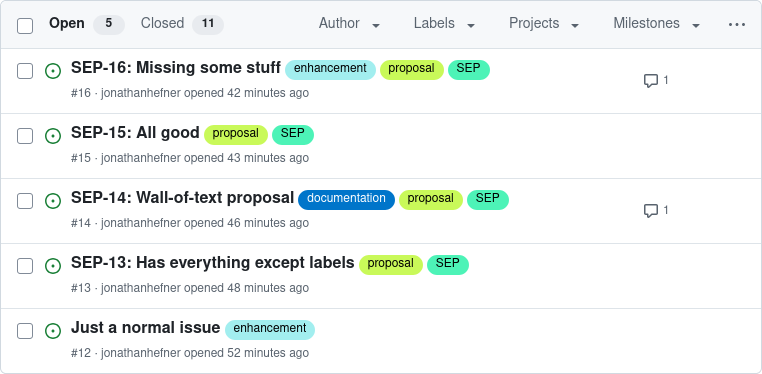 Open 5 Closed 11 Author Labels Projects Milestones ...
SEP-16: Missing some stuff enhancement proposal SEP 1
#16 · jonathanhefner opened 42 minutes ago
SEP-15: All good proposal SEP
#15 · jonathanhefner opened 43 minutes ago
SEP-14: Wall-of-text proposal documentation proposal SEP 1
#14 · jonathanhefner opened 46 minutes ago
SEP-13: Has everything except labels proposal SEP
#13 · jonathanhefner opened 48 minutes ago
Just a normal issue enhancement
#12 · jonathanhefner opened 52 minutes ago